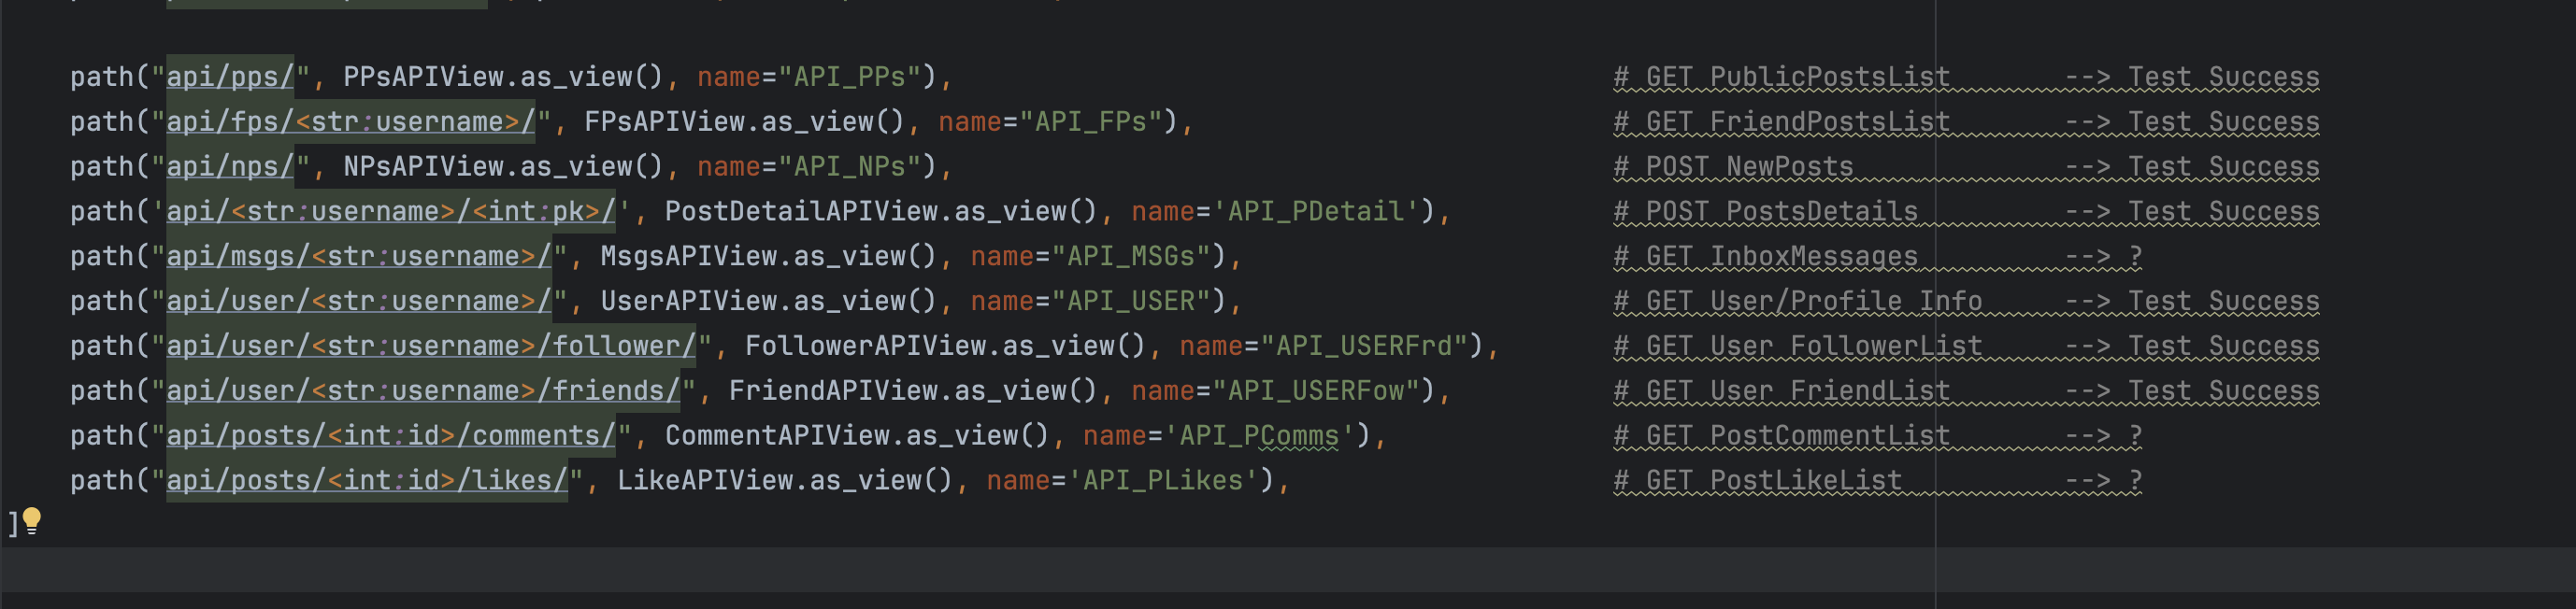 path("api/pps/", PPsAPIView.as_view(), name="API_PPs"), # GET PublicPostsList --> Test Success
path("api/fps/<str:username>/", FPsAPIView.as_view(), name="API_FPs"), # GET FriendPostsList --> Test Success
path("api/nps/", NPsAPIView.as_view(), name="API_NPs"), # POST NewPosts --> Test Success
path('api/<str:username>/<int:pk>/', PostDetailAPIView.as_view(), name='API_PDetail'), # POST PostsDetails --> Test Success
path("api/msgs/<str:username>/", MsgsAPIView.as_view(), name="API_MSGs"), # GET InboxMessages --> ?
path("api/user/<str:username>/", UserAPIView.as_view(), name="API_USER"), # GET User/Profile Info --> Test Success
path("api/user/<str:username>/follower/", FollowerAPIView.as_view(), name="API_USERFrd"), # GET User FollowerList --> Test Success
path("api/user/<str:username>/friends/", FriendAPIView.as_view(), name="API_USERFow"), # GET User FriendList --> Test Success
path("api/posts/<int:id>/comments/", CommentAPIView.as_view(), name='API_PComms'), # GET PostCommentList --> ?
path("api/posts/<int:id>/likes/", LikeAPIView.as_view(), name='API_PLikes'), # GET PostLikeList --> ?
]